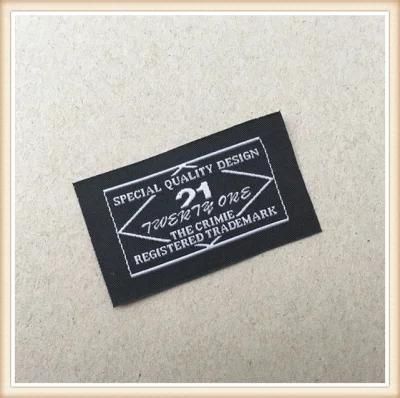 SPECIAL QUALITY DESIGN
21
TWENTY ONE
THE CRIMIE
REGISTERED TRADEMARK